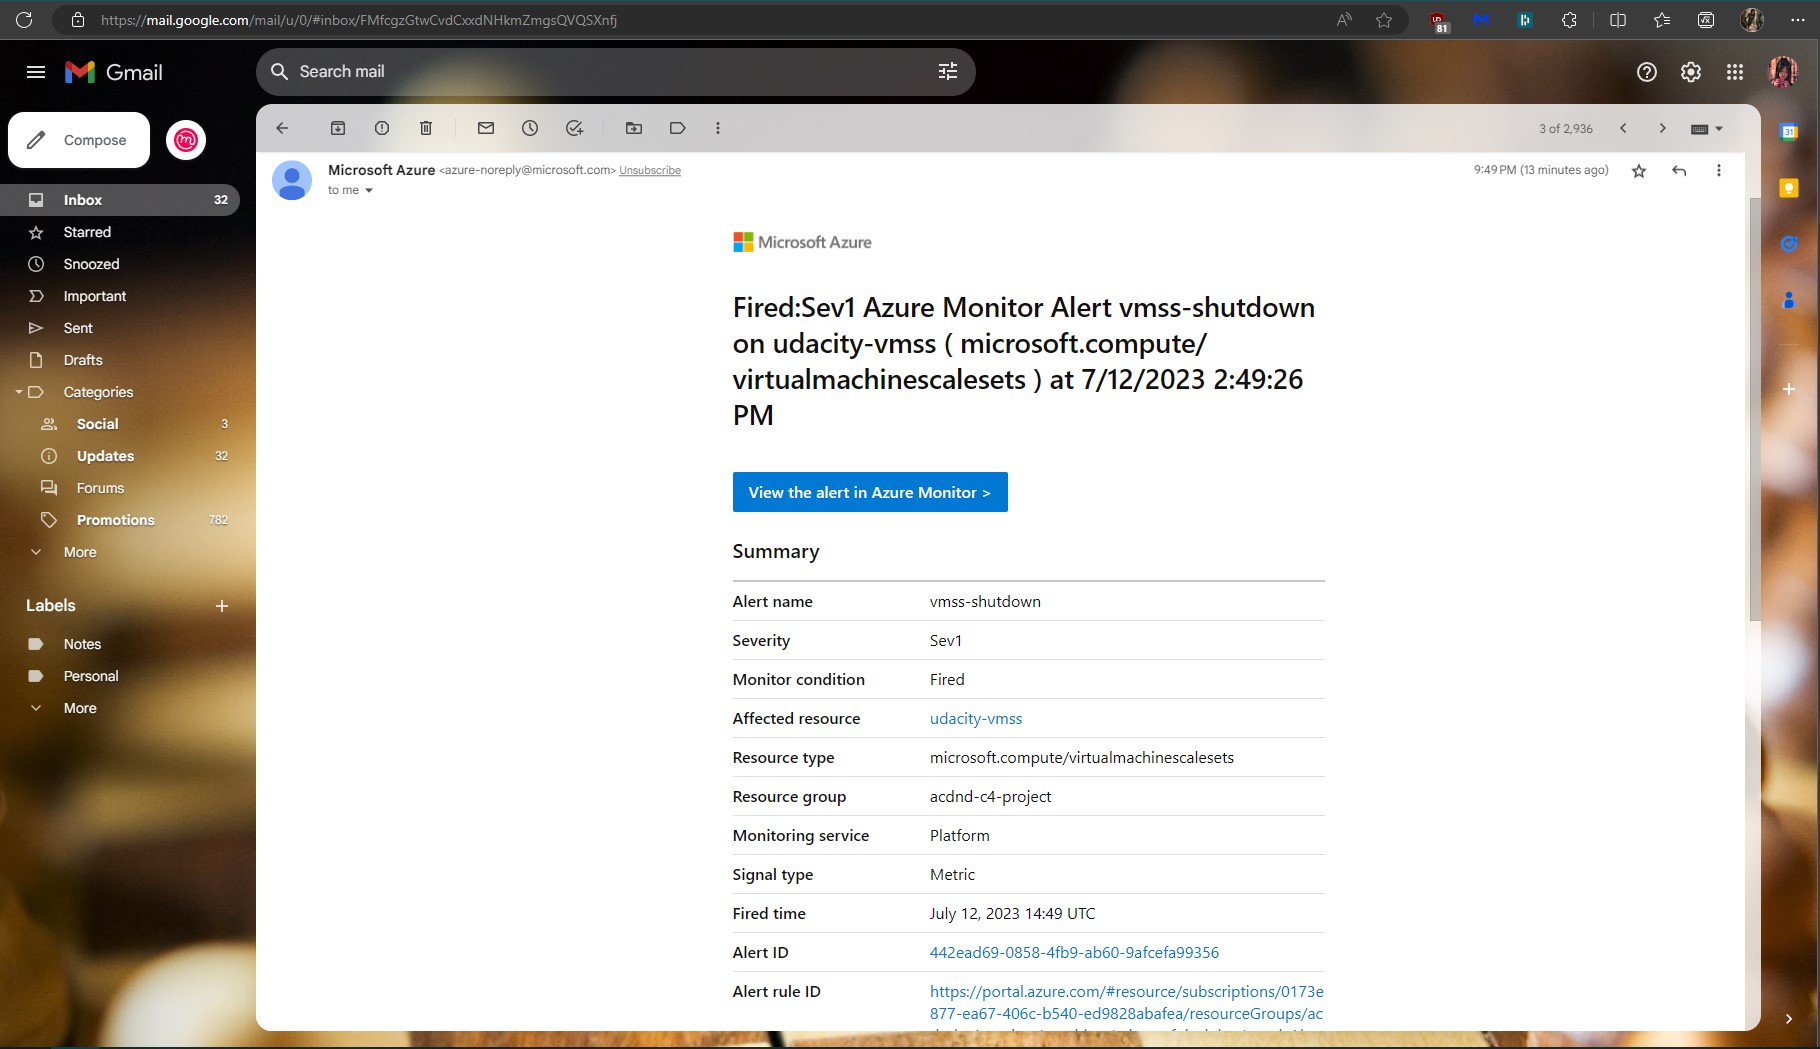 https://mail.google.com/mail/u/0/#inbox/FMfcgzGtwCvdCxxdNHkmZmgsQVQSXnfj
81
Gmail
Search mail
Compose
3 of 2,936
Inbox 32
Starred
Snoozed
Important
Sent
Drafts
Categories
Social 3
Updates 32
Forums
Promotions 782
More
Labels
Notes
Personal
More
Microsoft Azure <azure-noreply@microsoft.com> Unsubscribe
9:49 PM (13 minutes ago)
to me
31
Microsoft Azure
Fired:Sev1 Azure Monitor Alert vmss-shutdown
on udacity-vmss ( microsoft.compute/
virtualmachinescalesets ) at 7/12/2023 2:49:26
PM
View the alert in Azure Monitor >
Summary
Alert name vmss-shutdown
Severity Sev1
Monitor condition Fired
Affected resource udacity-vmss
Resource type microsoft.compute/virtualmachinescalesets
Resource group acdnd-c4-project
Monitoring service Platform
Signal type Metric
Fired time July 12, 2023 14:49 UTC
Alert ID 442ead69-0858-4fb9-ab60-9afcefa99356
Alert rule ID https://portal.azure.com/#resource/subscriptions/0173e
877-ea67-406c-b540-ed9828abafea/resourceGroups/ac